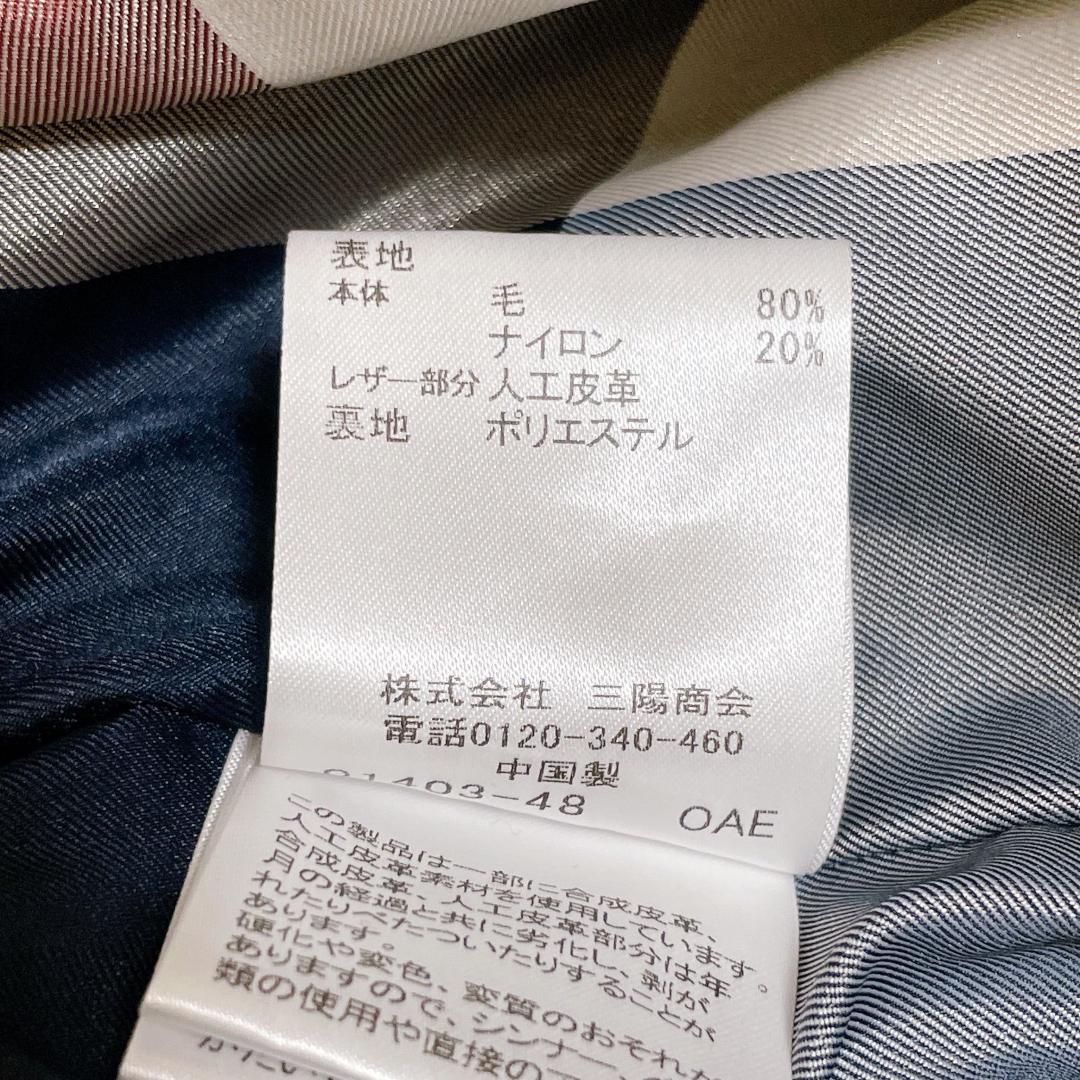 表地
本体 毛 80%
ナイロン 20%
レザー部分 人工皮革
裏地 ポリエステル
株式会社 三陽商会
電話0120-340-460
中国製
OAE
この製品は一部に合成皮革、
人工皮革素材を使用しています。
合成皮革、人工皮革部分は年
月の経過と共に劣化し、剥が
れたりべたついたりすることが
あります。
硬化や変色、変質のおそれ
ありますので、シンナー
類の使用や直接の